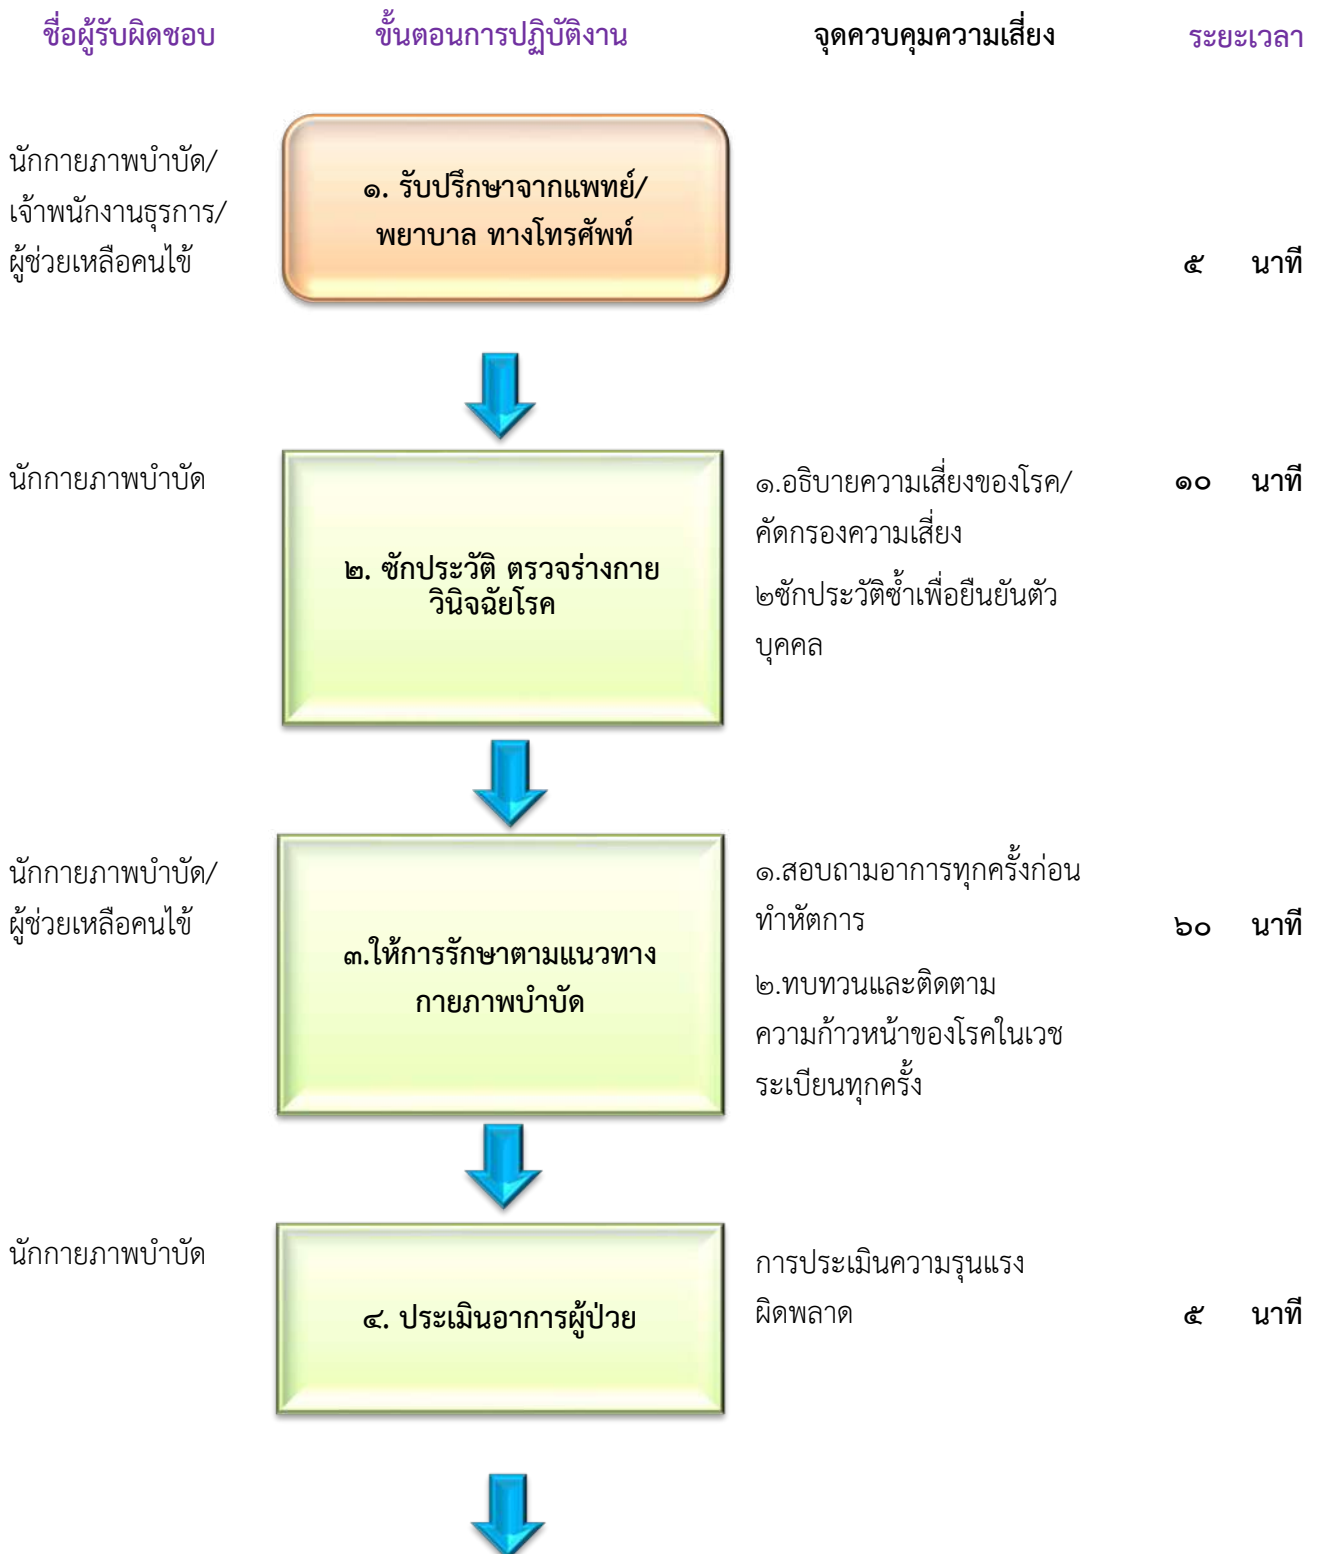 ชื่อผู้รับผิดชอบ ขั้นตอนการปฏิบัติงาน จุดควบคุมความเสี่ยง ระยะเวลา
นักกายภาพบำบัด/
เจ้าพนักงานธุรการ/
ผู้ช่วยเหลือคนไข้
๑. รับปรึกษาจากแพทย์/
พยาบาล ทางโทรศัพท์
๕ นาที
นักกายภาพบำบัด
๒. ซักประวัติ ตรวจร่างกาย
วินิจฉัยโรค
๑.อธิบายความเสี่ยงของโรค/
คัดกรองความเสี่ยง
๒ซักประวัติซ้ำเพื่อยืนยันตัว
บุคคล
๑๐ นาที
นักกายภาพบำบัด/
ผู้ช่วยเหลือคนไข้
๓.ให้การรักษาตามแนวทาง
กายภาพบำบัด
๑.สอบถามอาการทุกครั้งก่อน
ทำหัตการ
๒.ทบทวนและติดตาม
ความก้าวหน้าของโรคในเวช
ระเบียนทุกครั้ง
๖๐ นาที
นักกายภาพบำบัด
๔. ประเมินอาการผู้ป่วย
การประเมินความรุนแรง
ผิดพลาด
๕ นาที